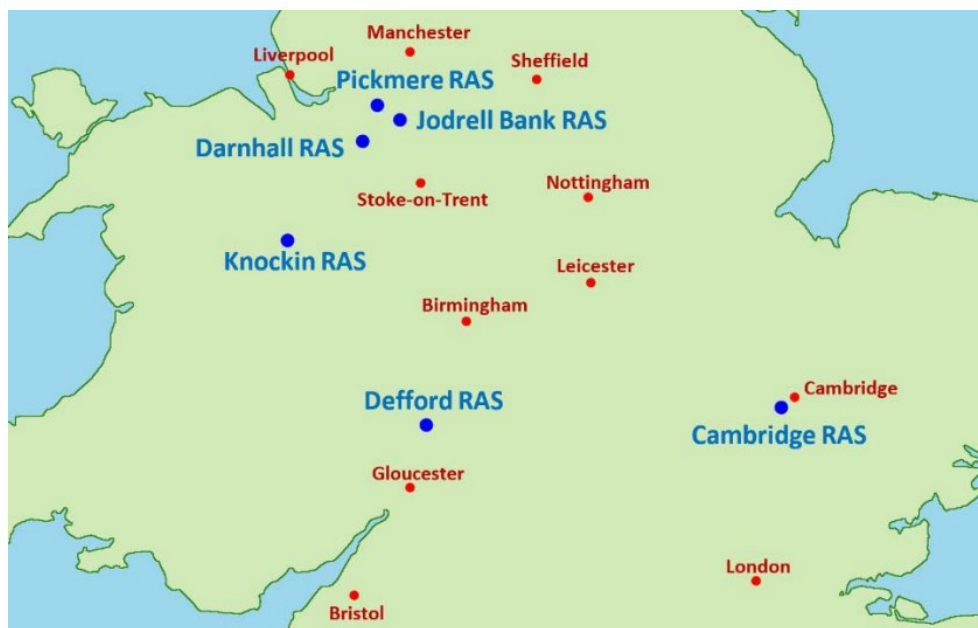 Manchester
Liverpool
Sheffield
Pickmere RAS
Jodrell Bank RAS
Darnhall RAS
Nottingham
Stoke-on-Trent
Knockin RAS
Leicester
Birmingham
Cambridge
Defford RAS
Cambridge RAS
Gloucester
London
Bristol